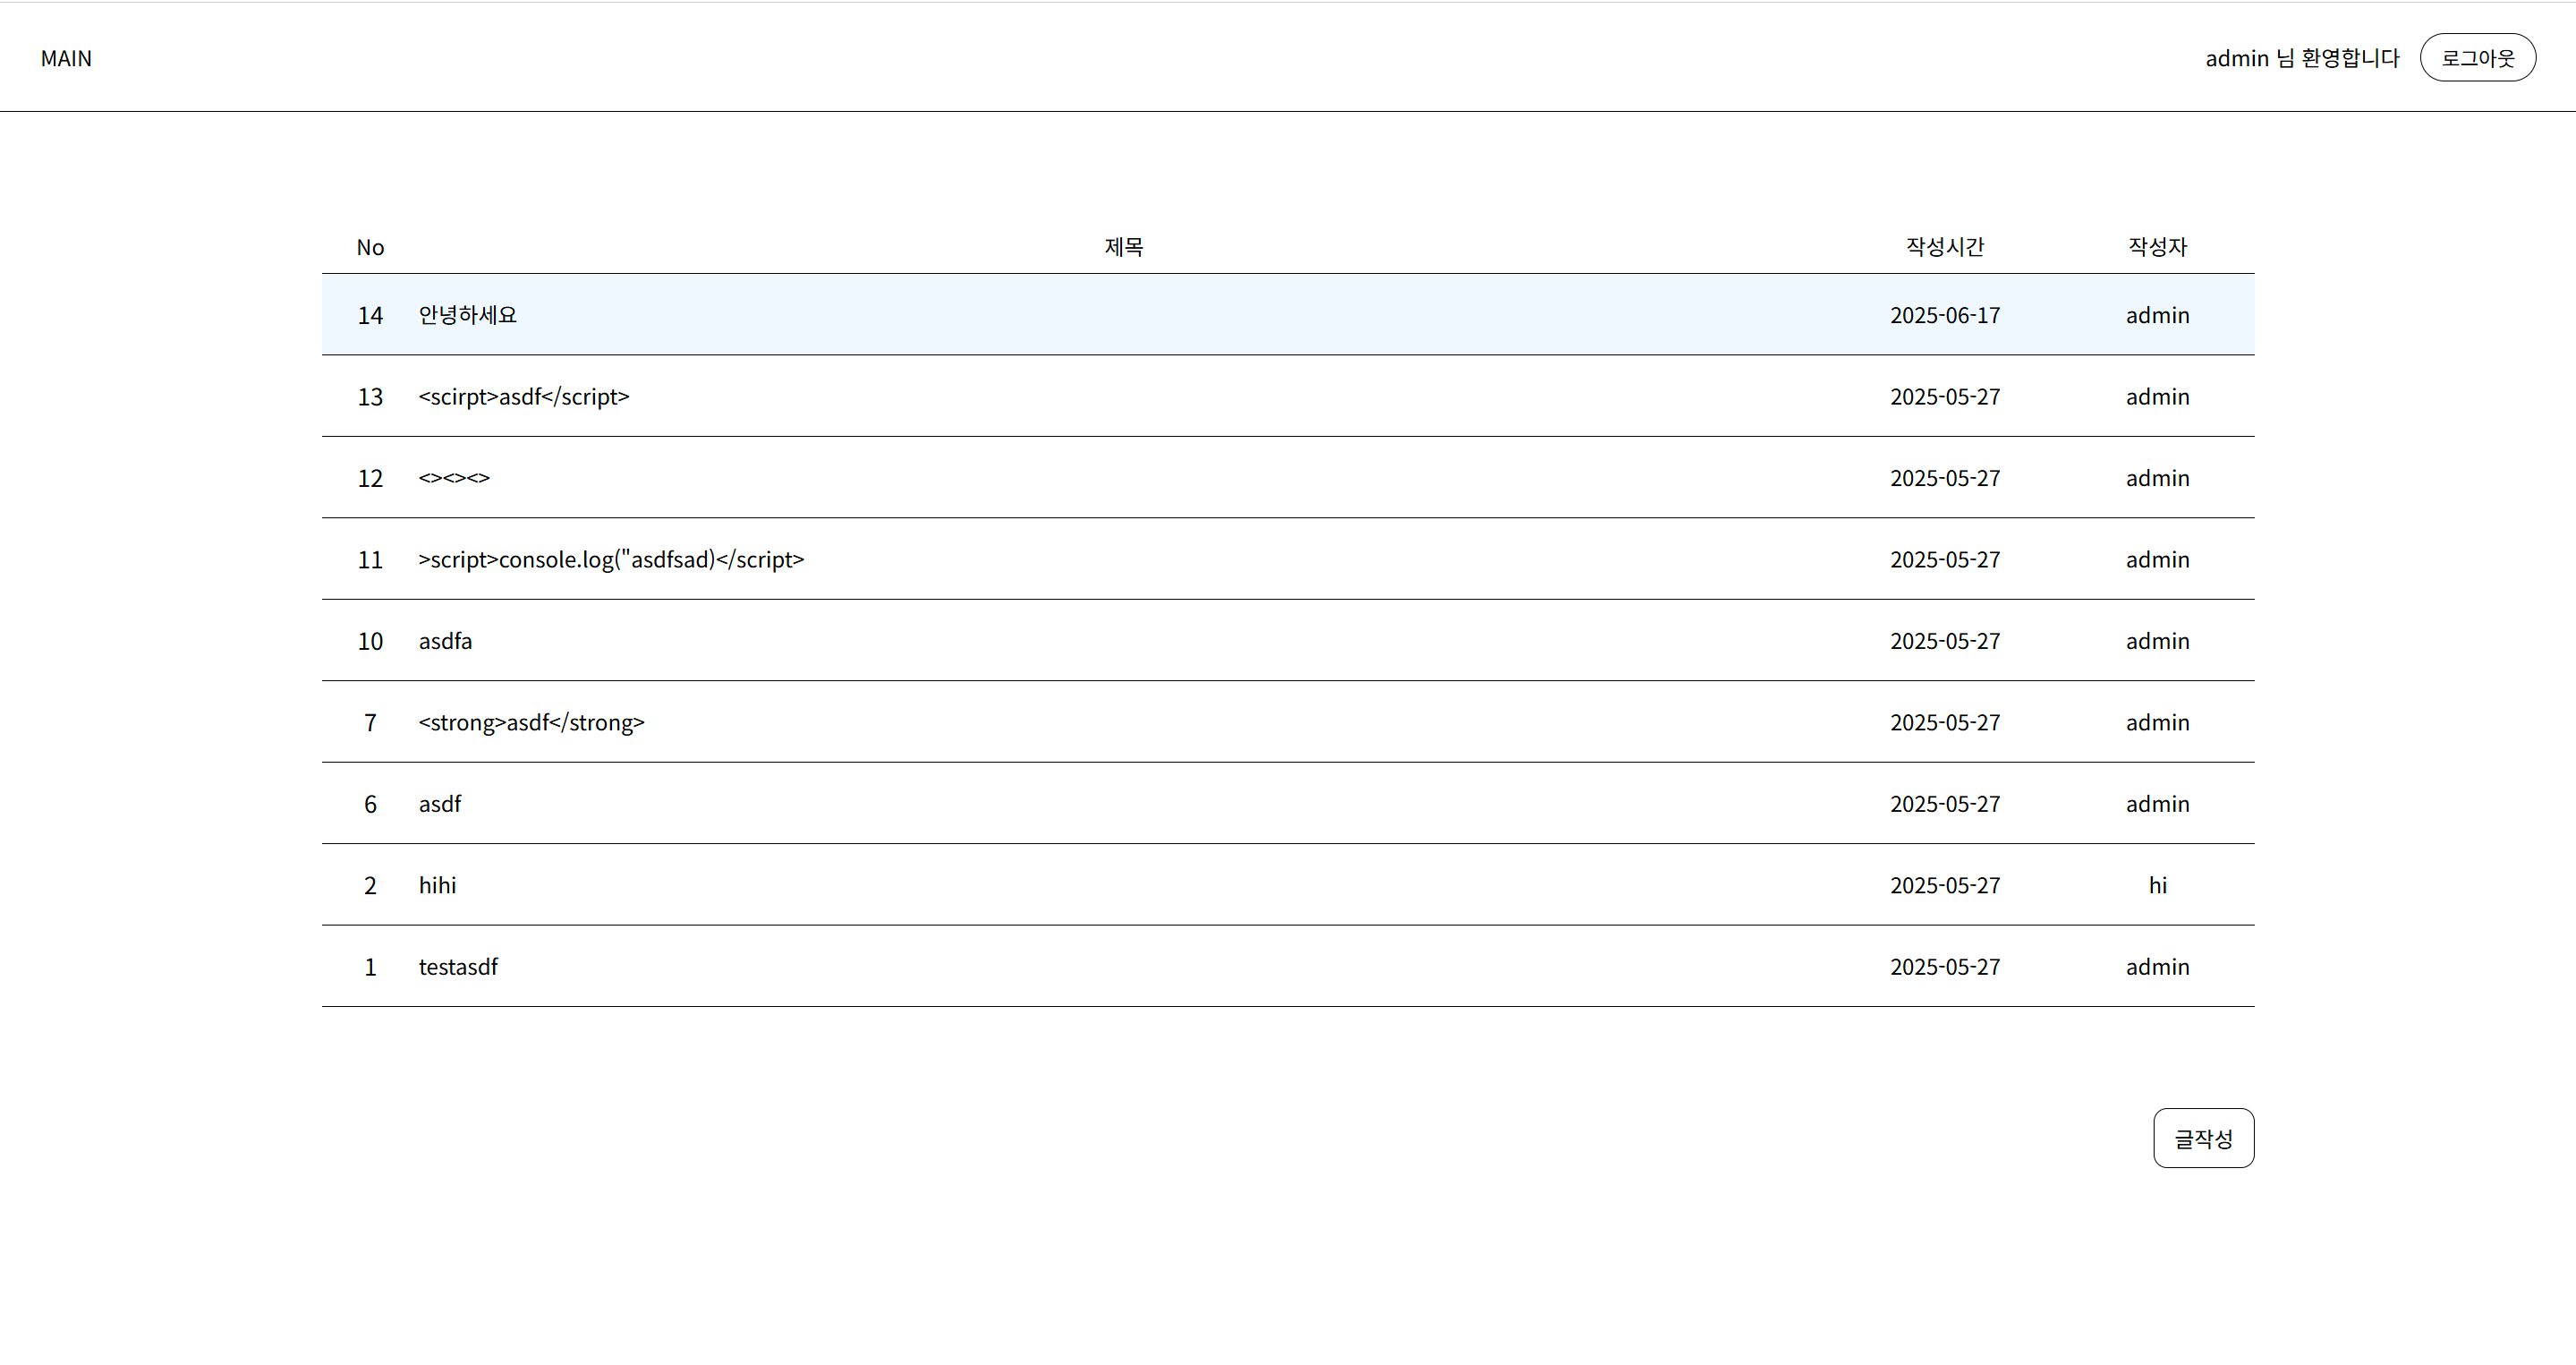 MAIN admin 님 환영합니다 로그아웃
No 제목 작성시간 작성자
14 안녕하세요 2025-06-17 admin
13 <scirpt>asdf</script> 2025-05-27 admin
12 <><><> 2025-05-27 admin
11 >script>console.log("asdfsad)</script> 2025-05-27 admin
10 asdfa 2025-05-27 admin
7 <strong>asdf</strong> 2025-05-27 admin
6 asdf 2025-05-27 admin
2 hihi 2025-05-27 hi
1 testasdf 2025-05-27 admin
글작성